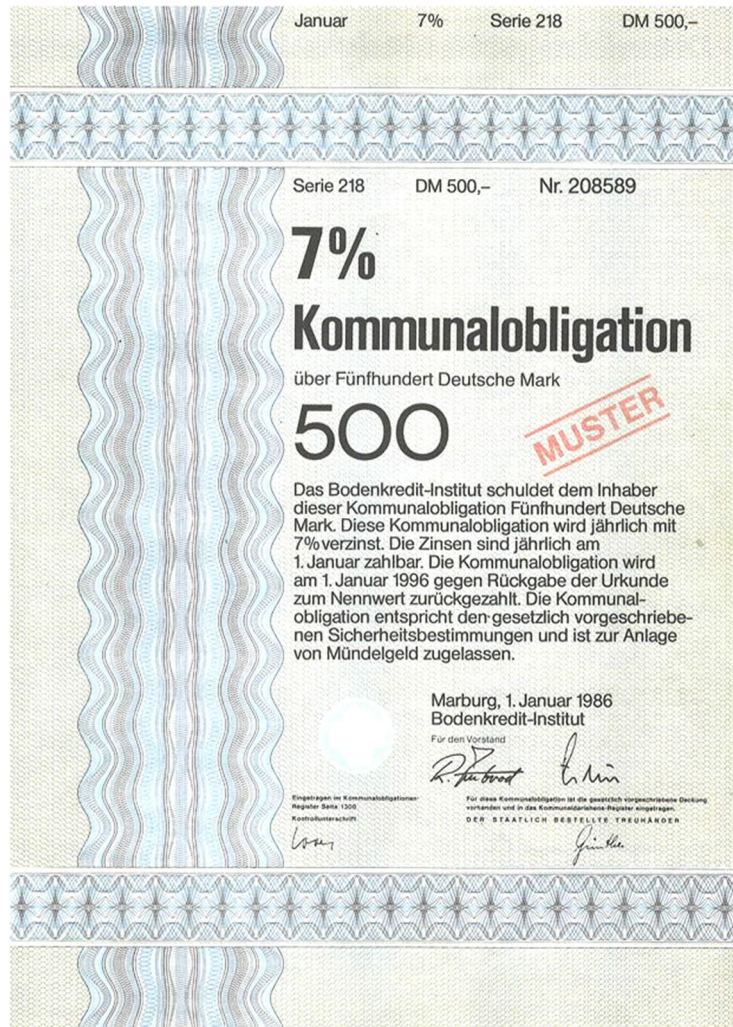 Januar 7% Serie 218 DM 500,–
Serie 218 DM 500,– Nr. 208589
7%
Kommunalobligation
über Fünfhundert Deutsche Mark
500
MUSTER
Das Bodenkredit-Institut schuldet dem Inhaber
dieser Kommunalobligation Fünfhundert Deutsche
Mark. Diese Kommunalobligation wird jährlich mit
7% verzinst. Die Zinsen sind jährlich am
1. Januar zahlbar. Die Kommunalobligation wird
am 1. Januar 1996 gegen Rückgabe der Urkunde
zum Nennwert zurückgezahlt. Die Kommunal-
obligation entspricht den gesetzlich vorgeschriebe-
nen Sicherheitsbestimmungen und ist zur Anlage
von Mündelgeld zugelassen.
Marburg, 1. Januar 1986
Bodenkredit-Institut
Für den Vorstand
Eingetragen im Kommunalobligationen-
Register Seite 1308
Kontrollunterschrift
Für diese Kommunalobligation ist die gesetzlich vorgeschriebene Deckung
vorhanden und in das Kommunaldarlehens-Register eingetragen.
DER STAATLICH BESTELLTE TREUHÄNDER